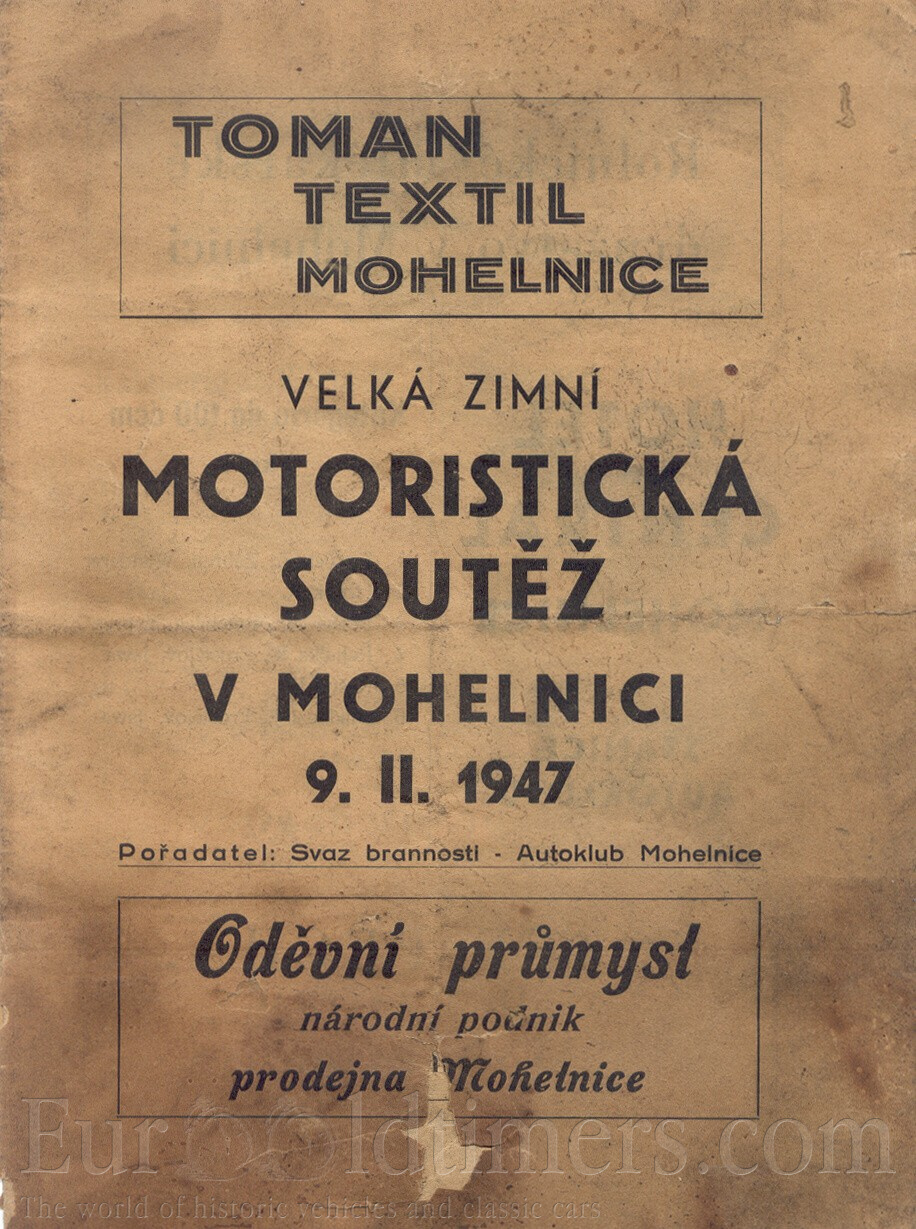 TOMAN
TEXTIL
MOHELNICE
VELKÁ ZIMNÍ
MOTORISTICKÁ
SOUTĚŽ
V MOHELNICI
9. II. 1947
Pořadatel: Svaz brannosti - Autoklub Mohelnice
Oděvní průmysl
národní podnik
prodejna Mohelnice
EuroOldtimers.com
The world of historic vehicles and classic cars